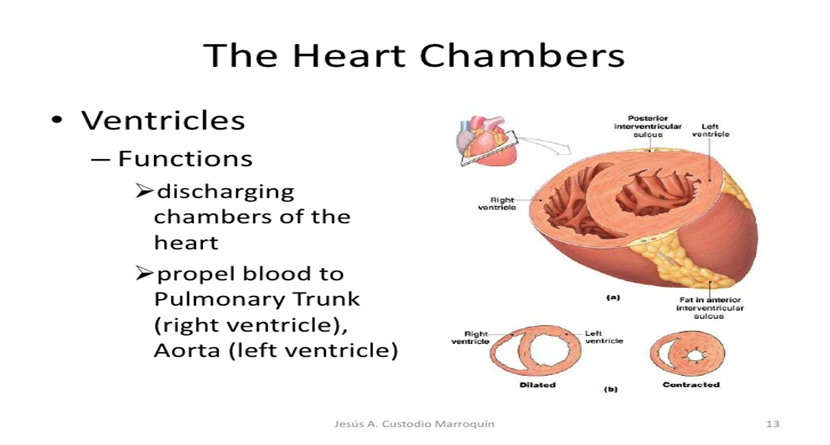 The Heart Chambers
• Ventricles
– Functions
➢discharging
chambers of the
heart
➢propel blood to
Pulmonary Trunk
(right ventricle),
Aorta (left ventricle)
Posterior
interventricular
sulcus
Left
ventricle
Right
ventricle
(a)
Fat in anterior
interventricular
sulcus
Right
ventricle
Left
ventricle
Dilated
(b)
Contracted
Jesús A. Custodio Marroquín
13